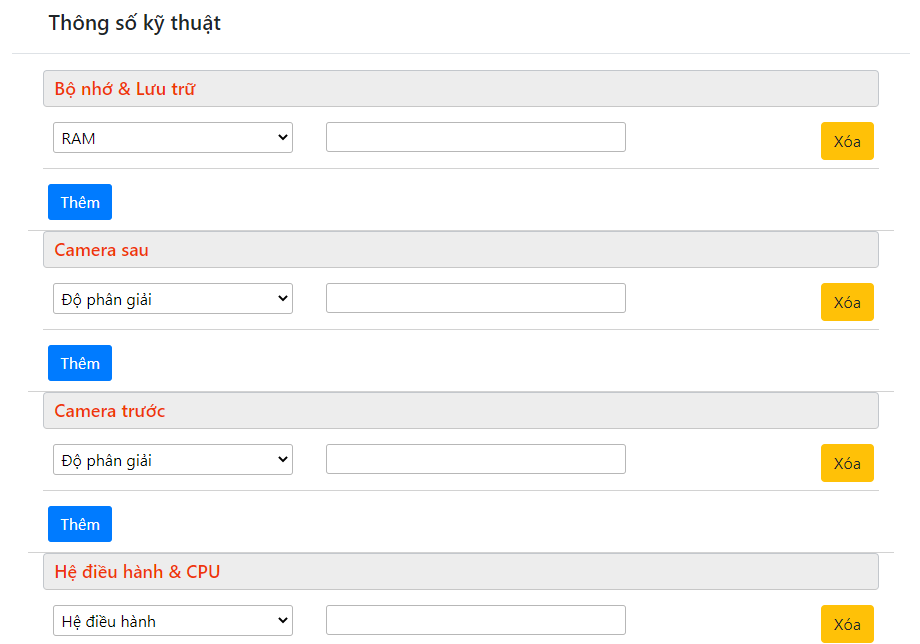 Thông số kỹ thuật
Bộ nhớ & Lưu trữ
RAM Xóa
Thêm
Camera sau
Độ phân giải Xóa
Thêm
Camera trước
Độ phân giải Xóa
Thêm
Hệ điều hành & CPU
Hệ điều hành Xóa